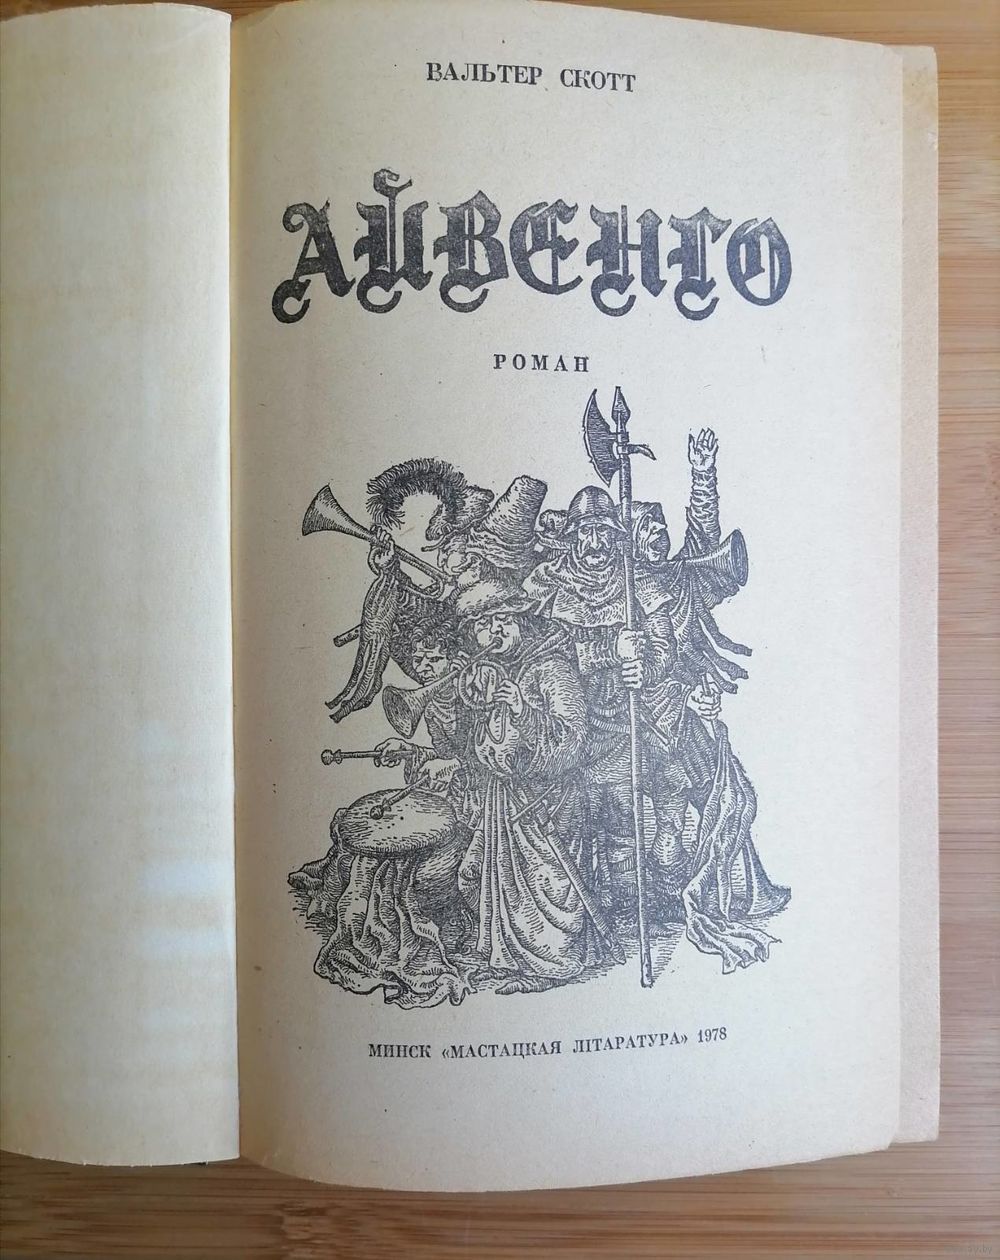 ВАЛЬТЕР СКОТТ
АЙВЕНГО
РОМАН
МИНСК «МАСТАЦКАЯ ЛІТАРАТУРА» 1978